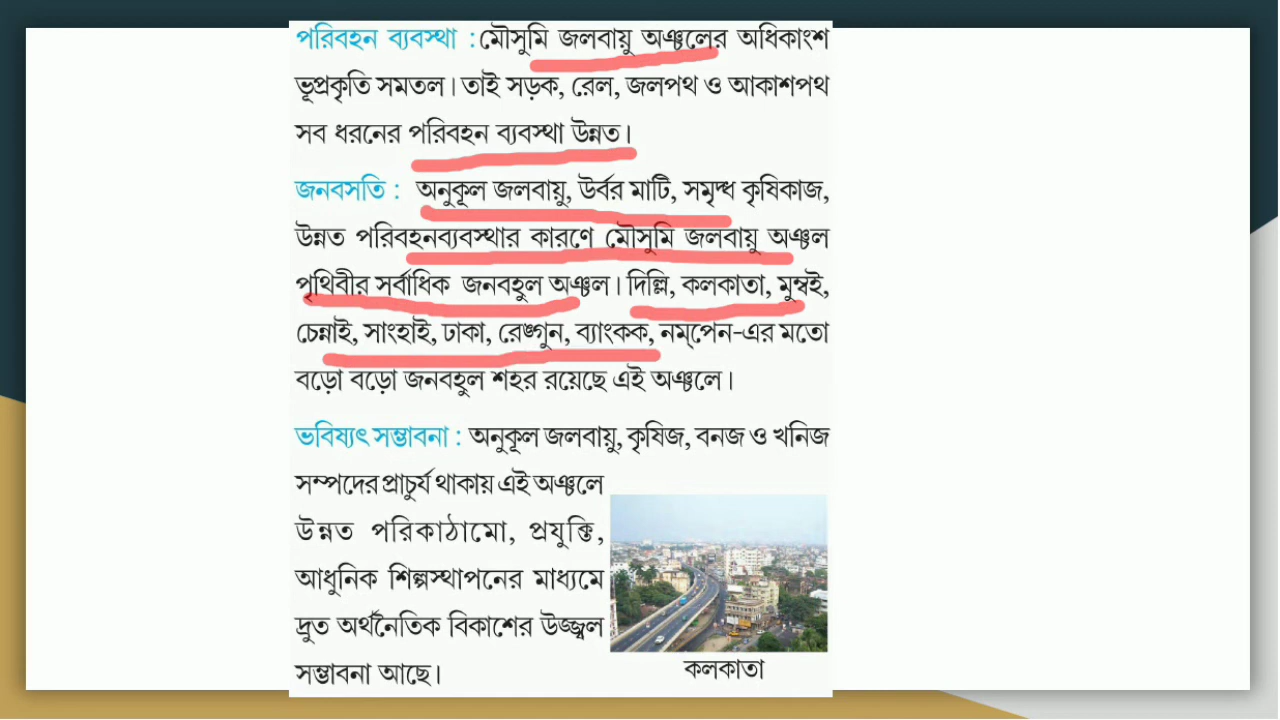 পরিবহন ব্যবস্থা : মৌসুমি জলবায়ু অঞ্চলের অধিকাংশ
ভূপ্রকৃতি সমতল। তাই সড়ক, রেল, জলপথ ও আকাশপথ
সব ধরনের পরিবহন ব্যবস্থা উন্নত।
জনবসতি : অনুকূল জলবায়ু, উর্বর মাটি, সমৃদ্ধ কৃষিকাজ,
উন্নত পরিবহনব্যবস্থার কারণে মৌসুমি জলবায়ু অঞ্চল
পৃথিবীর সর্বাধিক জনবহুল অঞ্চল। দিল্লি, কলকাতা, মুম্বই,
চেন্নাই, সাংহাই, ঢাকা, রেঙ্গুন, ব্যাংকক, নম্‌পেন-এর মতো
বড়ো বড়ো জনবহুল শহর রয়েছে এই অঞ্চলে।
ভবিষ্যৎ সম্ভাবনা : অনুকূল জলবায়ু, কৃষিজ, বনজ ও খনিজ
সম্পদের প্রাচুর্য থাকায় এই অঞ্চলে
উন্নত পরিকাঠামো, প্রযুক্তি,
আধুনিক শিল্পস্থাপনের মাধ্যমে
দ্রুত অর্থনৈতিক বিকাশের উজ্জ্বল
সম্ভাবনা আছে।
কলকাতা